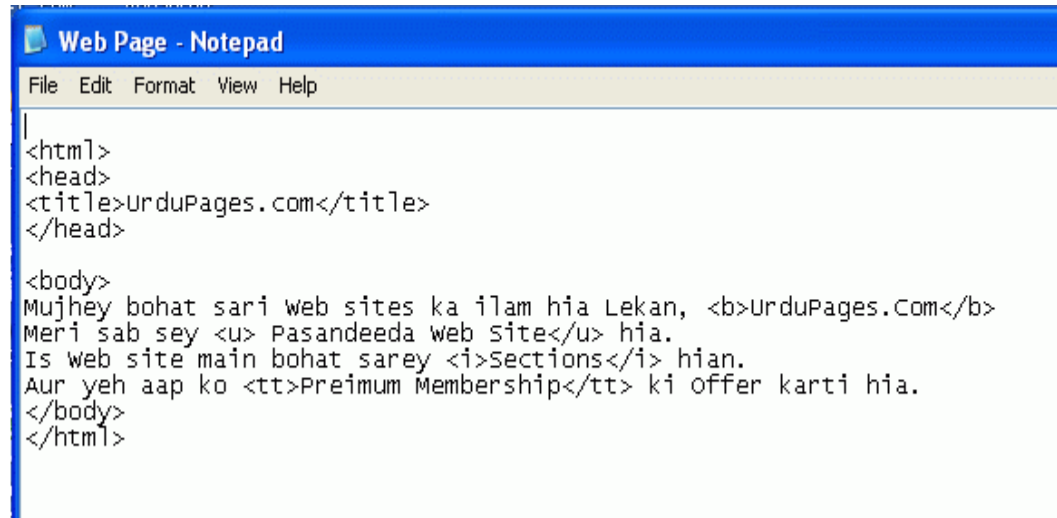 Web Page - Notepad
File Edit Format View Help
<html>
<head>
<title>UrduPages.com</title>
</head>
<body>
Mujhey bohat sari Web sites ka ilam hia Lekan, <b>UrduPages.Com</b>
Meri sab sey <u> Pasandeeda Web Site</u> hia.
Is Web site main bohat sarey <i>Sections</i> hian.
Aur yeh aap ko <tt>Preimum Membership</tt> ki Offer karti hia.
</body>
</html>